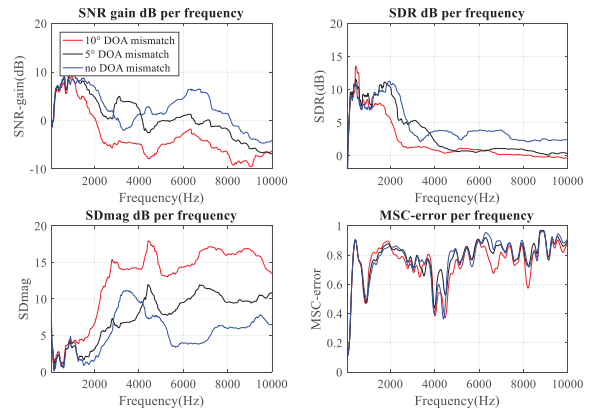 SNR gain dB per frequency
SNR-gain(dB)
20
10
0
-10
10° DOA mismatch
5° DOA mismatch
no DOA mismatch
2000 4000 6000 8000 10000
Frequency(Hz)
SDR dB per frequency
SDR(dB)
20
15
10
5
0
2000 4000 6000 8000 10000
Frequency(Hz)
SDmag dB per frequency
SDmag
20
15
10
5
0
0 2000 4000 6000 8000 10000
Frequency(Hz)
MSC-error per frequency
MSC-error
1
0.8
0.6
0.4
0.2
0
0 2000 4000 6000 8000 10000
Frequency(Hz)